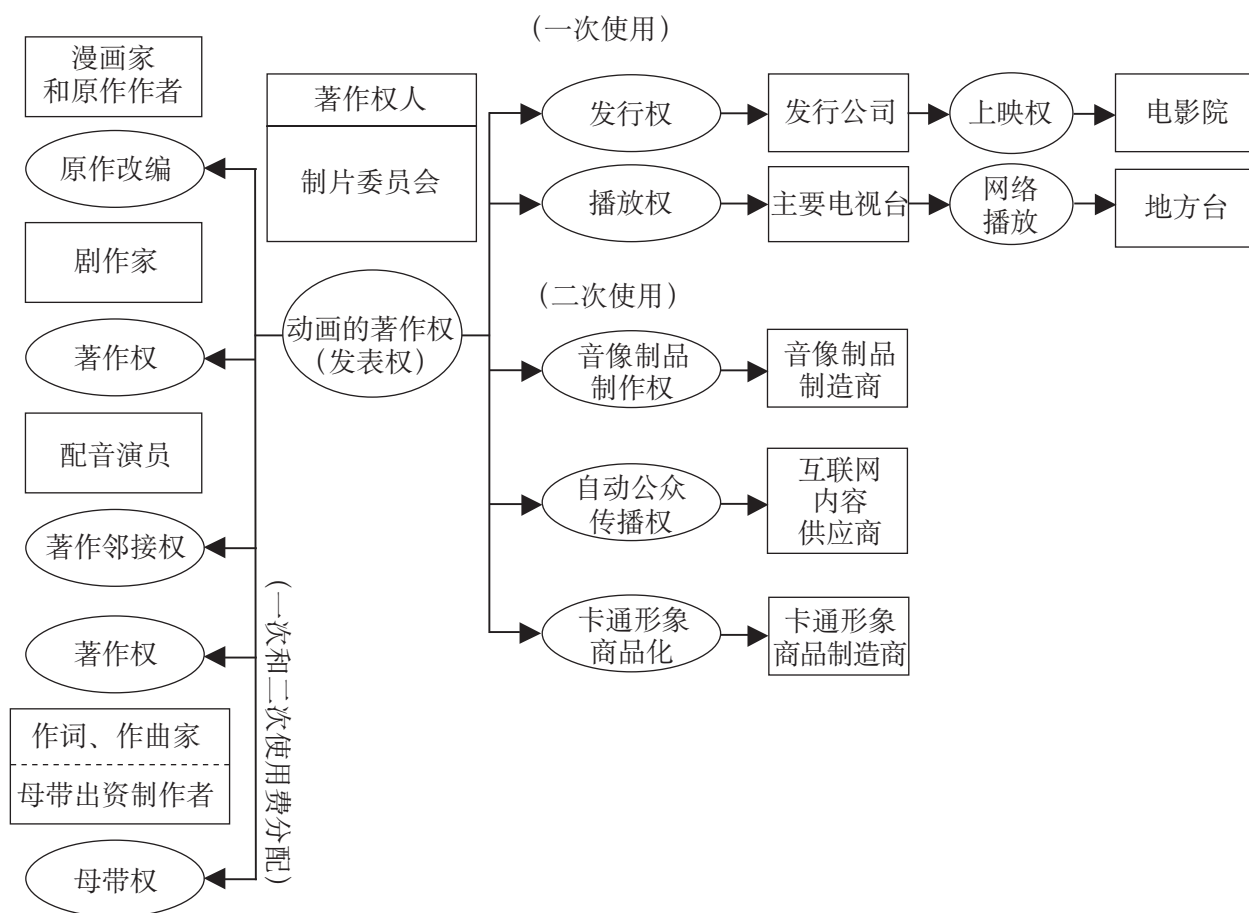 (一次使用)
漫画家
和原作作者
著作权人
制片委员会
发行权
发行公司
上映权
电影院
原作改编
播放权
主要电视台
网络
播放
地方台
剧作家
动画的著作权
(发表权)
(二次使用)
著作权
音像制品
制作权
音像制品
制造商
配音演员
自动公众
传播权
互联网
内容
供应商
著作邻接权
卡通形象
商品化
卡通形象
商品制造商
著作权
作词、作曲家
母带出资制作者
母带权
(一次和二次使用费分配)